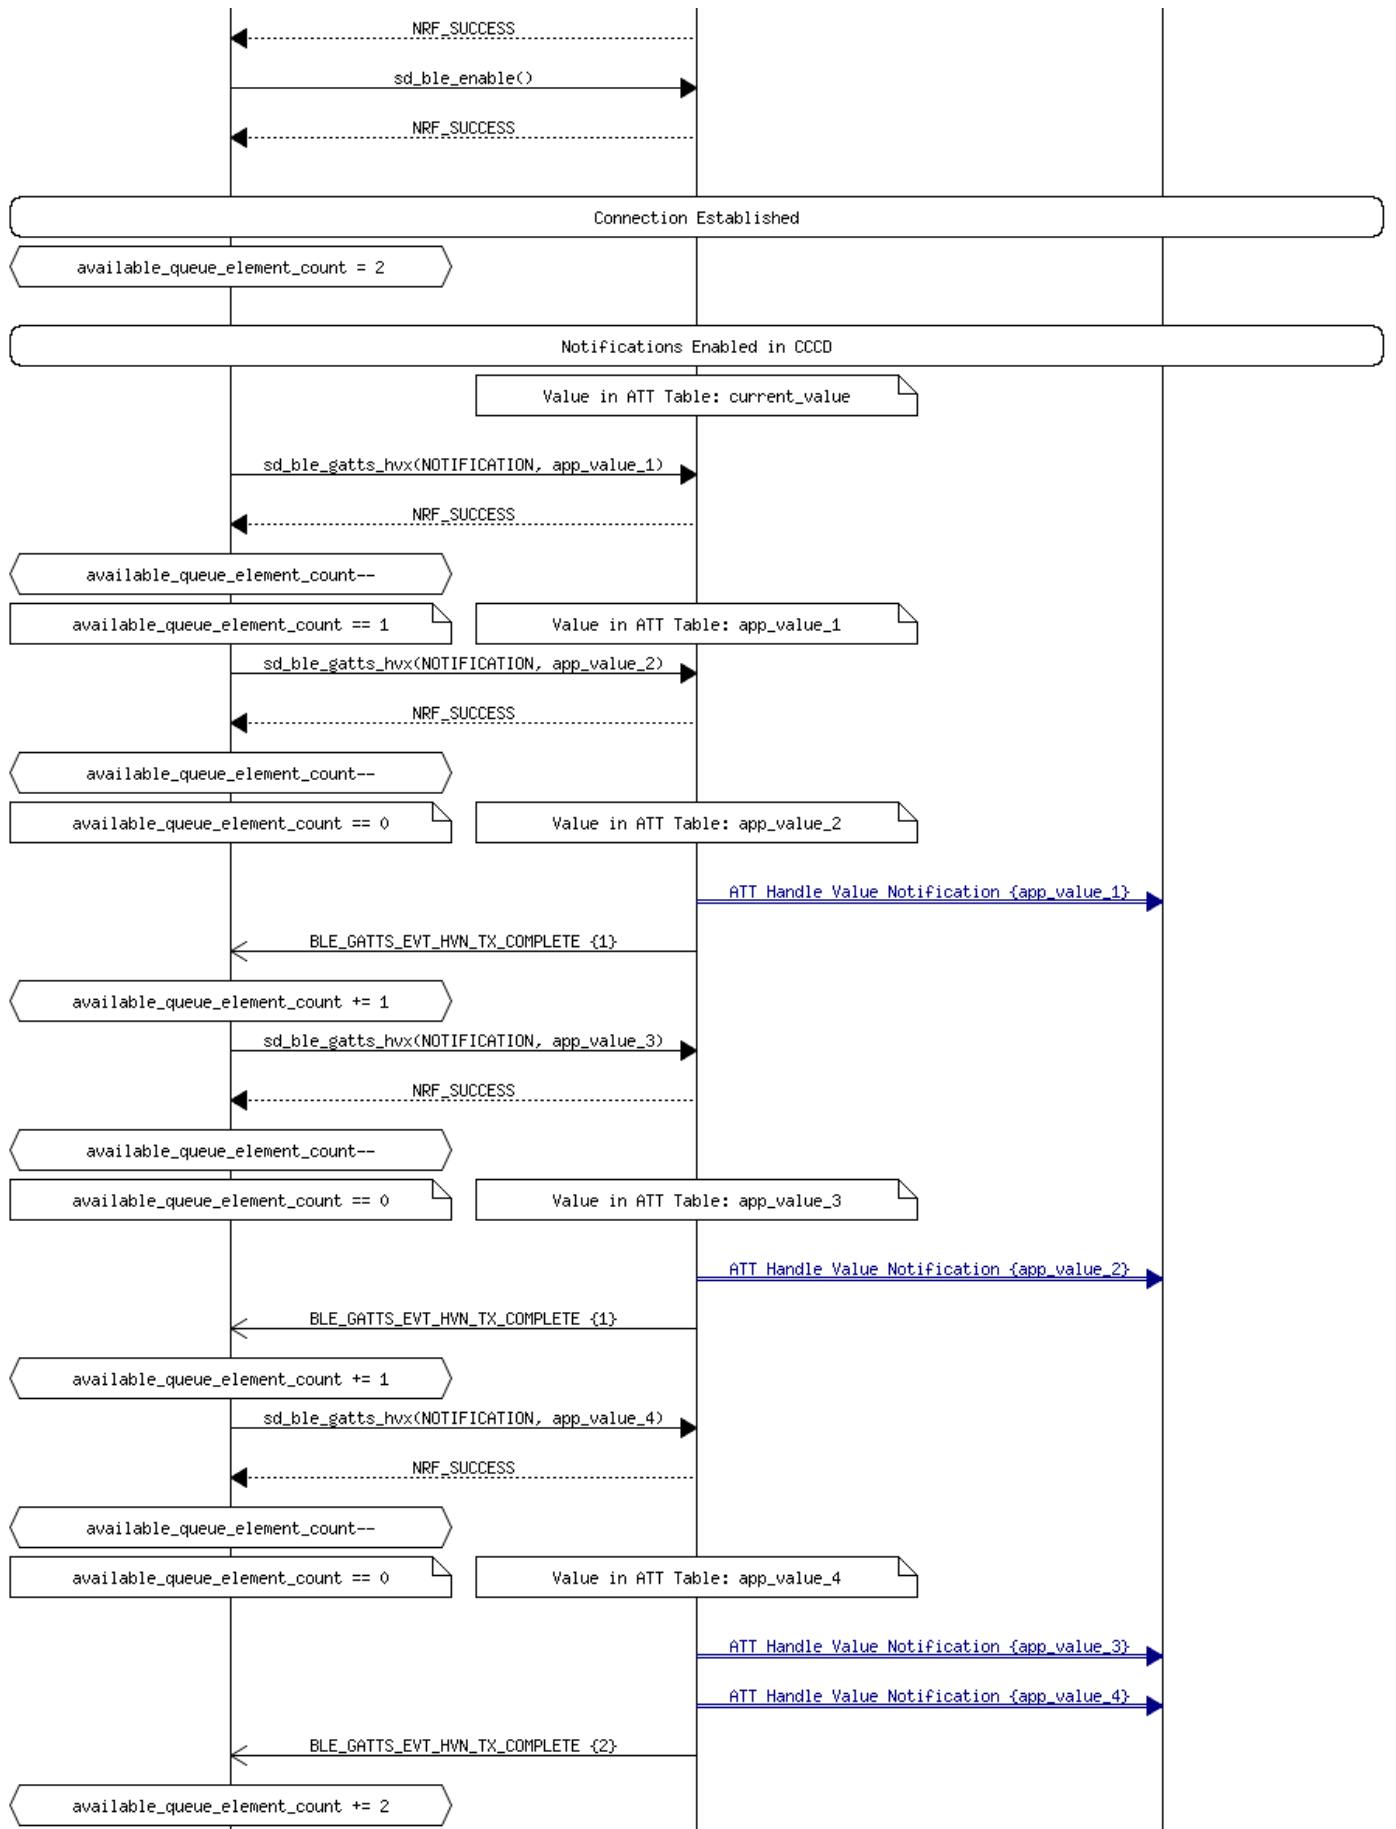 NRF_SUCCESS
sd_ble_enable()
NRF_SUCCESS
Connection Established
available_queue_element_count = 2
Notifications Enabled in CCCD
Value in ATT Table: current_value
sd_ble_gatts_hvx(NOTIFICATION, app_value_1)
NRF_SUCCESS
available_queue_element_count--
available_queue_element_count == 1
Value in ATT Table: app_value_1
sd_ble_gatts_hvx(NOTIFICATION, app_value_2)
NRF_SUCCESS
available_queue_element_count--
available_queue_element_count == 0
Value in ATT Table: app_value_2
ATT Handle Value Notification {app_value_1}
BLE_GATTS_EVT_HVN_TX_COMPLETE {1}
available_queue_element_count += 1
sd_ble_gatts_hvx(NOTIFICATION, app_value_3)
NRF_SUCCESS
available_queue_element_count--
available_queue_element_count == 0
Value in ATT Table: app_value_3
ATT Handle Value Notification {app_value_2}
BLE_GATTS_EVT_HVN_TX_COMPLETE {1}
available_queue_element_count += 1
sd_ble_gatts_hvx(NOTIFICATION, app_value_4)
NRF_SUCCESS
available_queue_element_count--
available_queue_element_count == 0
Value in ATT Table: app_value_4
ATT Handle Value Notification {app_value_3}
ATT Handle Value Notification {app_value_4}
BLE_GATTS_EVT_HVN_TX_COMPLETE {2}
available_queue_element_count += 2